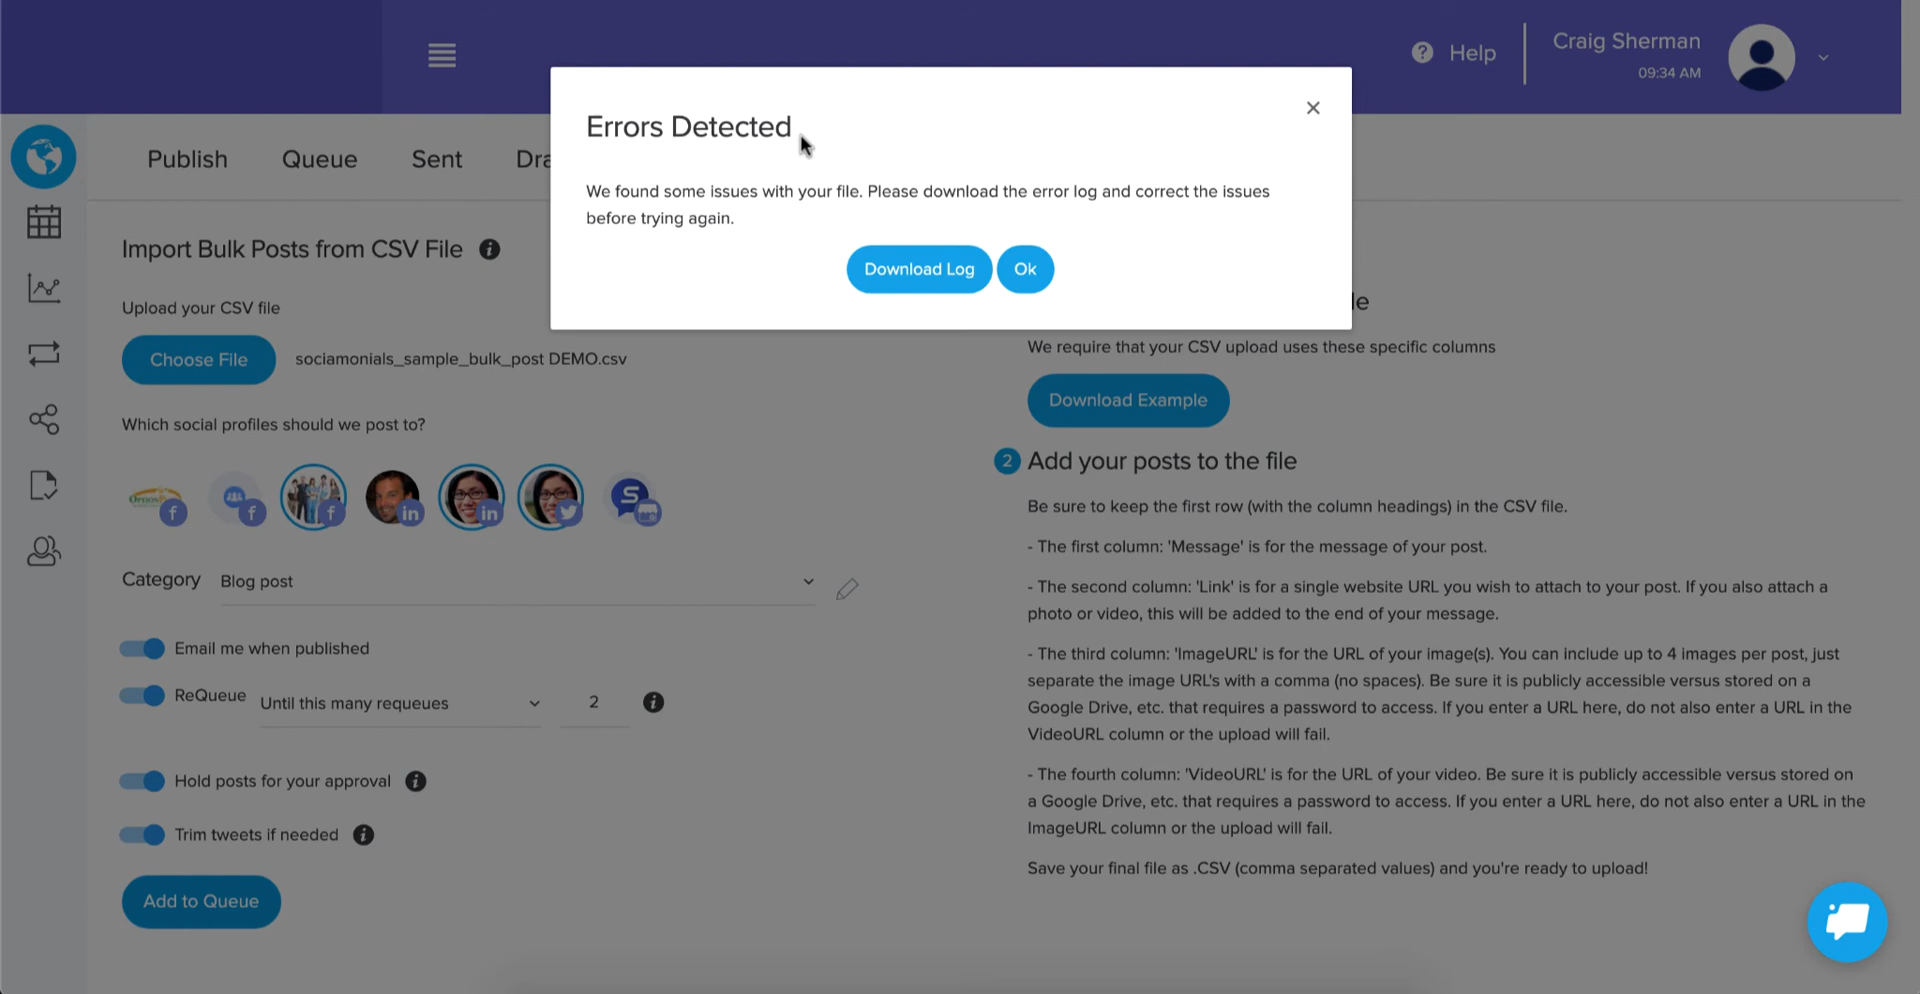 Help
Craig Sherman
09:34 AM
Errors Detected
We found some issues with your file. Please download the error log and correct the issues
before trying again.
Download Log
Ok
Publish
Queue
Sent
Dra
Import Bulk Posts from CSV File
Upload your CSV file
Choose File
sociamonials_sample_bulk_post DEMO.csv
Which social profiles should we post to?
Category
Blog post
Email me when published
ReQueue
Until this many requeues
2
Hold posts for your approval
Trim tweets if needed
Add to Queue
le
We require that your CSV upload uses these specific columns
Download Example
2 Add your posts to the file
Be sure to keep the first row (with the column headings) in the CSV file.
- The first column: 'Message' is for the message of your post.
- The second column: 'Link' is for a single website URL you wish to attach to your post. If you also attach a
photo or video, this will be added to the end of your message.
- The third column: 'ImageURL' is for the URL of your image(s). You can include up to 4 images per post, just
separate the image URL's with a comma (no spaces). Be sure it is publicly accessible versus stored on a
Google Drive, etc. that requires a password to access. If you enter a URL here, do not also enter a URL in the
VideoURL column or the upload will fail.
- The fourth column: 'VideoURL' is for the URL of your video. Be sure it is publicly accessible versus stored on
a Google Drive, etc. that requires a password to access. If you enter a URL here, do not also enter a URL in the
ImageURL column or the upload will fail.
Save your final file as .CSV (comma separated values) and you're ready to upload!